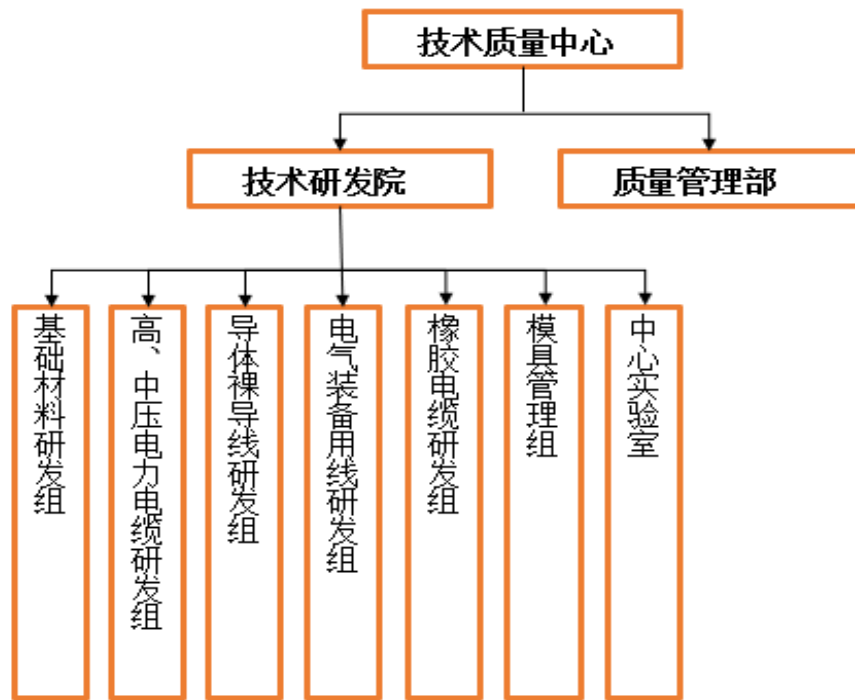 技术质量中心
技术研发院
质量管理部
基础材料研发组
高、中压电力电缆研发组
导体裸导线研发组
电气装备用线研发组
橡胶电缆研发组
模具管理组
中心实验室